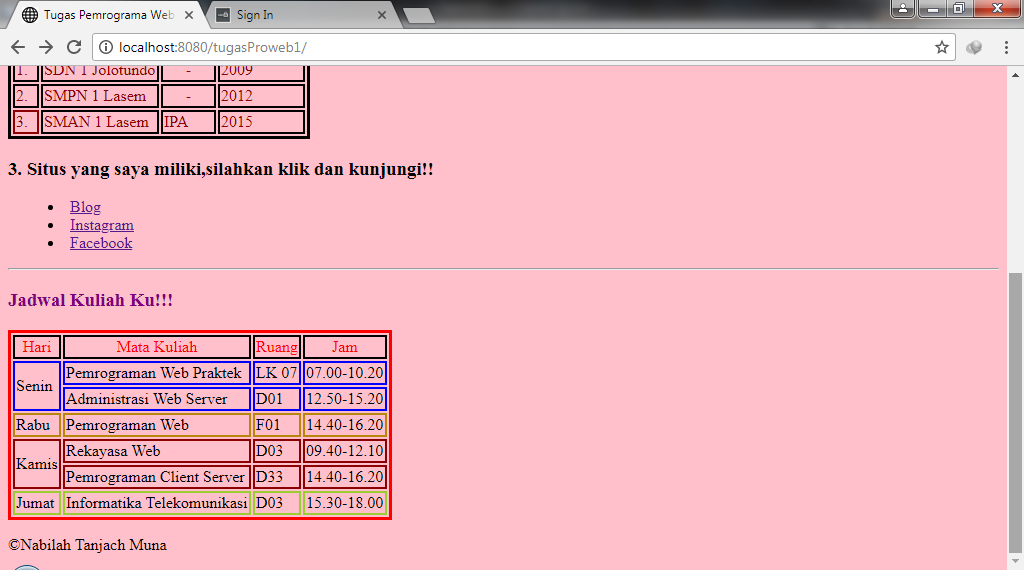 Tugas Pemrograma Web
Sign In
localhost:8080/tugasProweb1/
1. SDN 1 Jolotundo - 2009
2. SMPN 1 Lasem - 2012
3. SMAN 1 Lasem IPA 2015
3. Situs yang saya miliki,silahkan klik dan kunjungi!!
Blog
Instagram
Facebook
Jadwal Kuliah Ku!!!
Hari Mata Kuliah Ruang Jam
Senin Pemrograman Web Praktek LK 07 07.00-10.20
Administrasi Web Server D01 12.50-15.20
Rabu Pemrograman Web F01 14.40-16.20
Kamis Rekayasa Web D03 09.40-12.10
Pemrograman Client Server D33 14.40-16.20
Jumat Informatika Telekomunikasi D03 15.30-18.00
©Nabilah Tanjach Muna